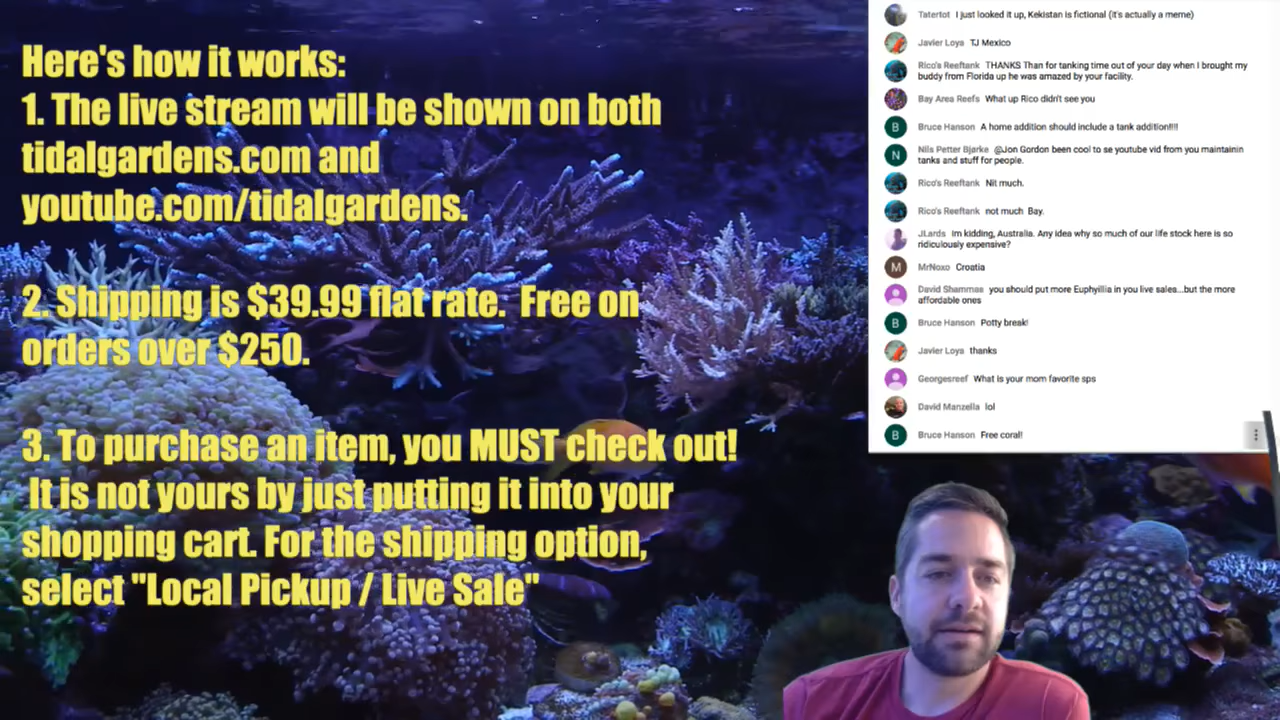 Here's how it works:
1. The live stream will be shown on both
tidalgardens.com and
youtube.com/tidalgardens.
2. Shipping is $39.99 flat rate. Free on
orders over $250.
3. To purchase an item, you MUST check out!
It is not yours by just putting it into your
shopping cart. For the shipping option,
select "Local Pickup / Live Sale"
Tatertot I just looked it up, Kekistan is fictional (it's actually a meme)
Javier Loya TJ Mexico
Rico's Reeftank THANKS Than for tanking time out of your day when I brought my
buddy from Florida up he was amazed by your facility.
Bay Area Reefs What up Rico didn't see you
B Bruce Hanson A home addition should include a tank addition!!!!
N Nils Petter Bjørke @Jon Gordon been cool to se youtube vid from you maintainin
tanks and stuff for people.
Rico's Reeftank Nit much.
Rico's Reeftank not much Bay.
JLards Im kidding, Australia. Any idea why so much of our life stock here is so
ridiculously expensive?
M MrNoxo Croatia
David Shammas you should put more Euphyillia in you live sales...but the more
affordable ones
B Bruce Hanson Potty break!
Javier Loya thanks
Georgesreef What is your mom favorite sps
David Manzella lol
B Bruce Hanson Free coral!